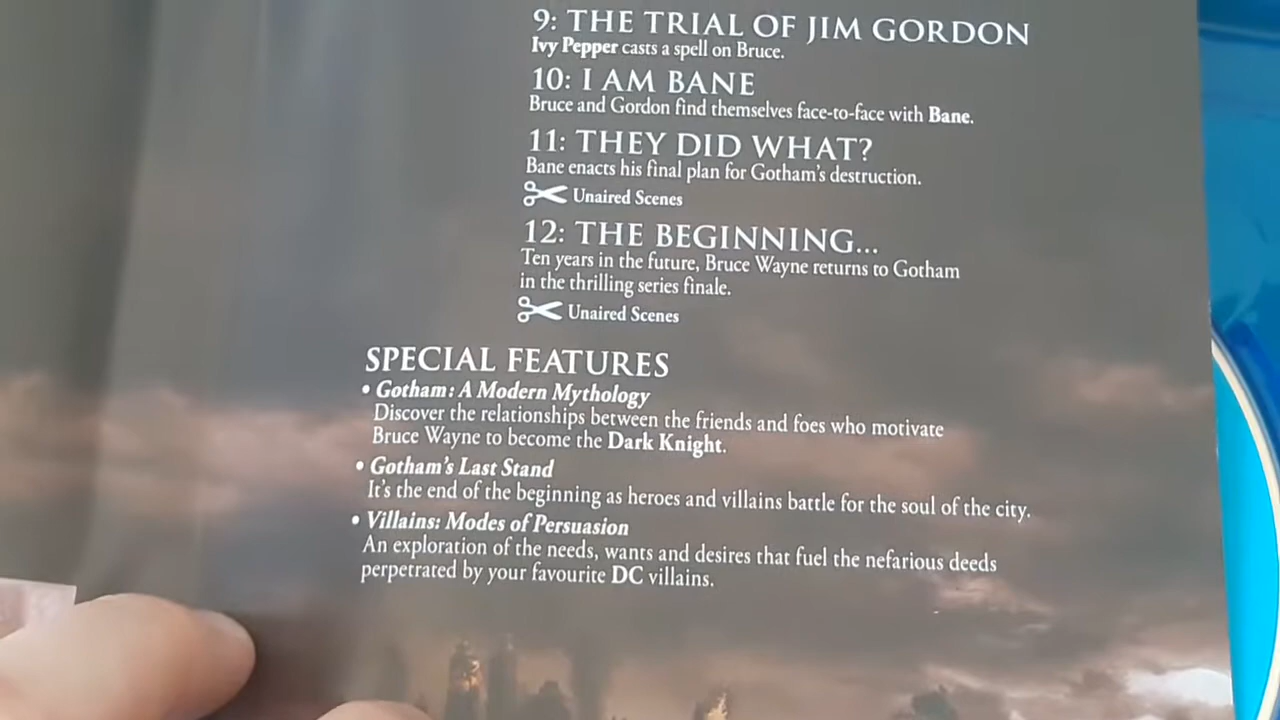 9: THE TRIAL OF JIM GORDON
Ivy Pepper casts a spell on Bruce.
10: I AM BANE
Bruce and Gordon find themselves face-to-face with Bane.
11: THEY DID WHAT?
Bane enacts his final plan for Gotham's destruction.
Unaired Scenes
12: THE BEGINNING...
Ten years in the future, Bruce Wayne returns to Gotham
in the thrilling series finale.
Unaired Scenes
SPECIAL FEATURES
• Gotham: A Modern Mythology
Discover the relationships between the friends and foes who motivate
Bruce Wayne to become the Dark Knight.
• Gotham's Last Stand
It's the end of the beginning as heroes and villains battle for the soul of the city.
• Villains: Modes of Persuasion
An exploration of the needs, wants and desires that fuel the nefarious deeds
perpetrated by your favourite DC villains.